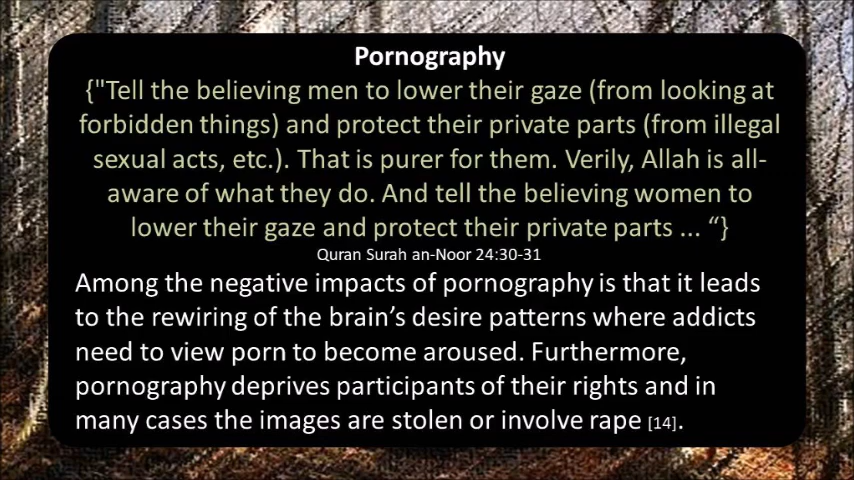 Pornography
{"Tell the believing men to lower their gaze (from looking at
forbidden things) and protect their private parts (from illegal
sexual acts, etc.). That is purer for them. Verily, Allah is all-
aware of what they do. And tell the believing women to
lower their gaze and protect their private parts ... “}
Quran Surah an-Noor 24:30-31
Among the negative impacts of pornography is that it leads
to the rewiring of the brain’s desire patterns where addicts
need to view porn to become aroused. Furthermore,
pornography deprives participants of their rights and in
many cases the images are stolen or involve rape [14].